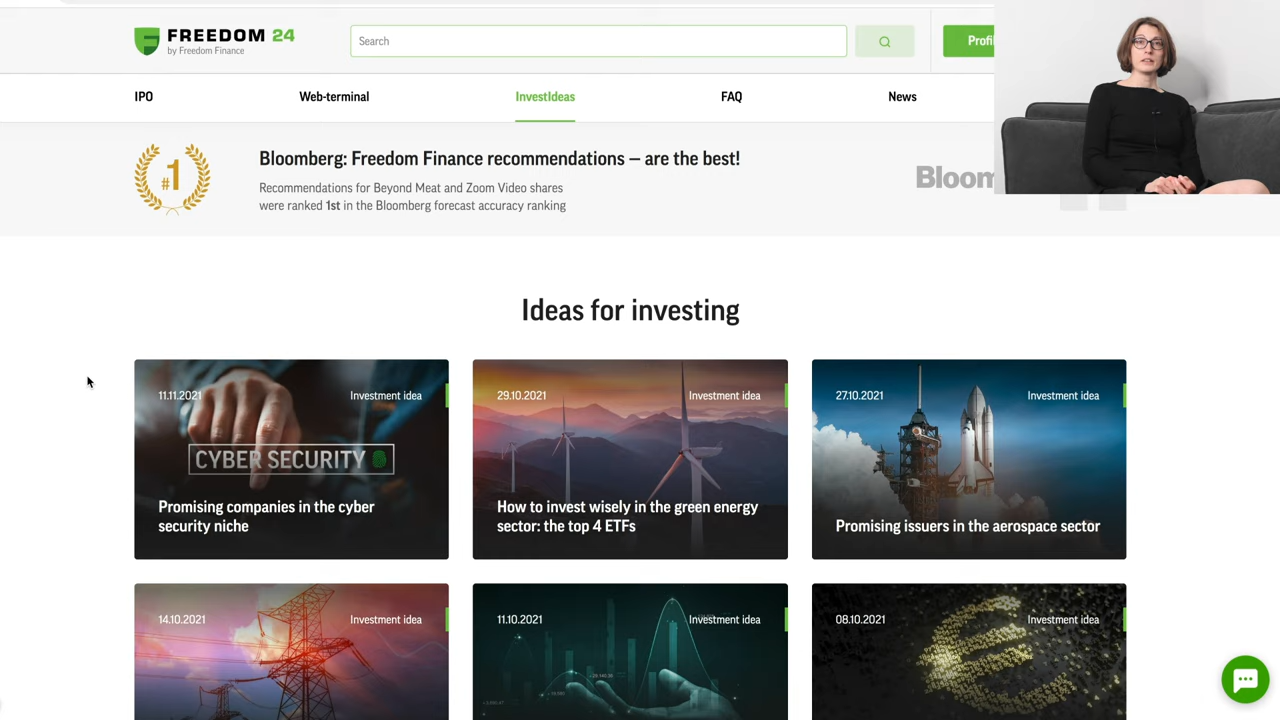 FREEDOM 24
by Freedom Finance
Search
Profil
IPO
Web-terminal
InvestIdeas
FAQ
News
#1
Bloomberg: Freedom Finance recommendations – are the best!
Recommendations for Beyond Meat and Zoom Video shares
were ranked 1st in the Bloomberg forecast accuracy ranking
Bloom
Ideas for investing
11.11.2021
Investment idea
CYBER SECURITY
Promising companies in the cyber
security niche
29.10.2021
Investment idea
How to invest wisely in the green energy
sector: the top 4 ETFs
27.10.2021
Investment idea
Promising issuers in the aerospace sector
14.10.2021
Investment idea
11.10.2021
Investment idea
08.10.2021
Investment idea